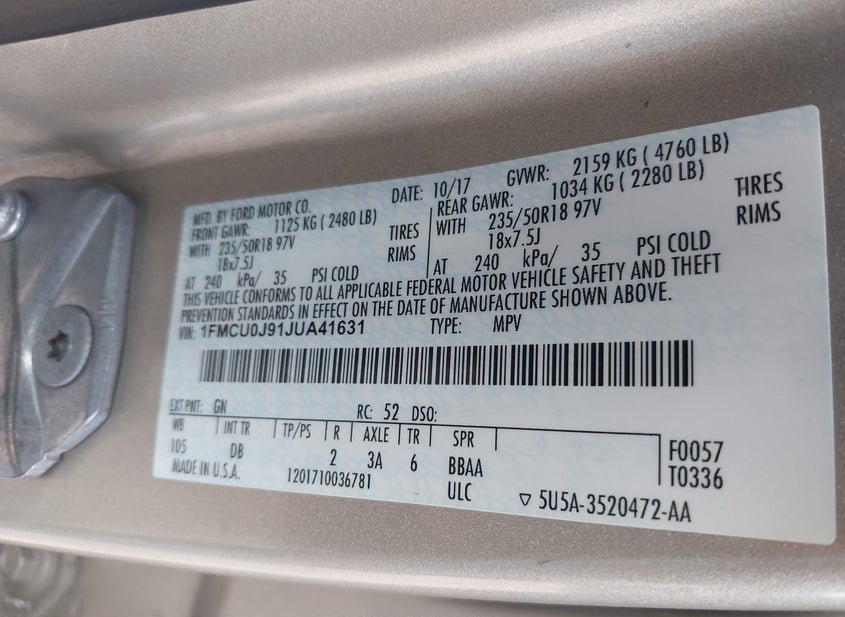 MFD. BY FORD MOTOR CO. DATE: 10/17 GVWR: 2159 KG ( 4760 LB)
FRONT GAWR: 1125 KG ( 2480 LB) REAR GAWR: 1034 KG ( 2280 LB)
WITH 235/50R18 97V TIRES WITH 235/50R18 97V TIRES
18x7.5J RIMS 18x7.5J RIMS
AT 240 kPa/ 35 PSI COLD AT 240 kPa/ 35 PSI COLD
THIS VEHICLE CONFORMS TO ALL APPLICABLE FEDERAL MOTOR VEHICLE SAFETY AND THEFT
PREVENTION STANDARDS IN EFFECT ON THE DATE OF MANUFACTURE SHOWN ABOVE.
VIN: 1FMCU0J91JUA41631 TYPE: MPV
EXT PNT: GN RC: 52 DSO:
WB INT TR TP/PS R AXLE TR SPR F0057
105 DB 2 3A 6 BBAA T0336
MADE IN U.S.A. 1201710036781 ULC ▽ 5U5A-3520472-AA